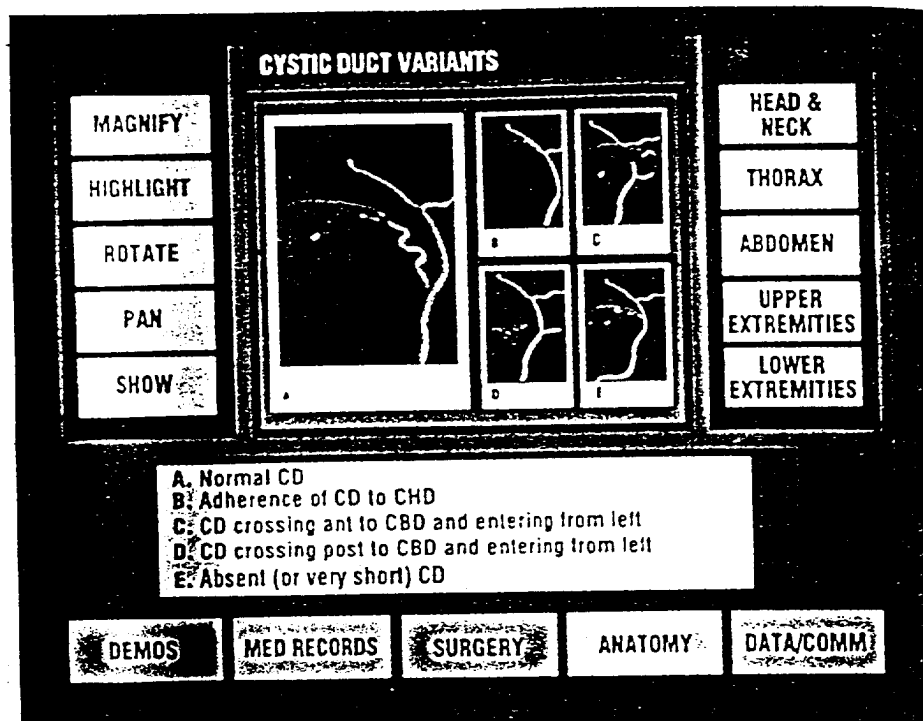 CYSTIC DUCT VARIANTS
MAGNIFY
HIGHLIGHT
ROTATE
PAN
SHOW
A
B
C
D
E
HEAD &
NECK
THORAX
ABDOMEN
UPPER
EXTREMITIES
LOWER
EXTREMITIES
A. Normal CD
B. Adherence of CD to CHD
C. CD crossing ant to CBD and entering from left
D. CD crossing post to CBD and entering from left
E. Absent (or very short) CD
DEMOS
MED RECORDS
SURGERY
ANATOMY
DATA/COMM